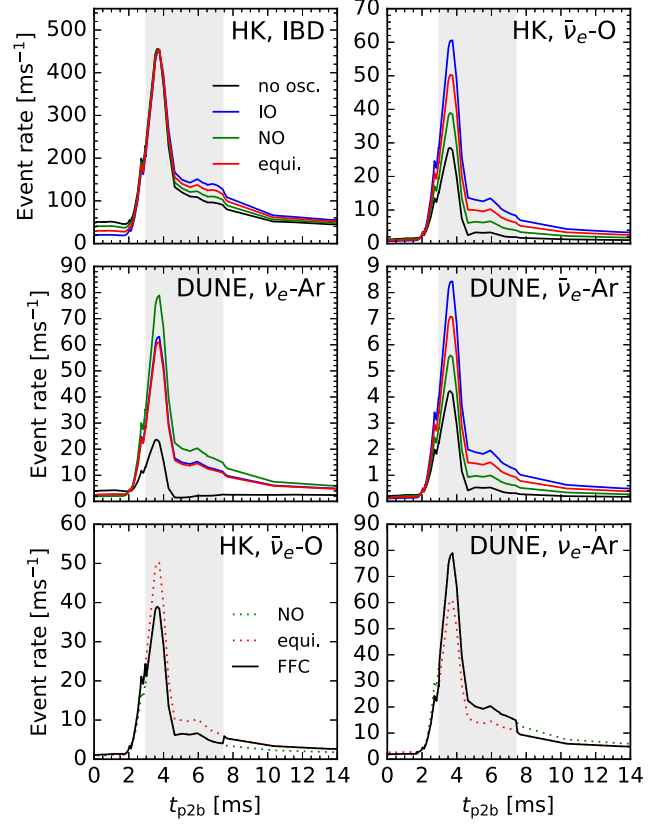 HK, IBD
Event rate [ms⁻¹]
550
500
400
300
200
100
0
no osc.
IO
NO
equi.
HK, ν̄ₑ-O
70
60
50
40
30
20
10
0
DUNE, νₑ-Ar
Event rate [ms⁻¹]
90
80
70
60
50
40
30
20
10
0
DUNE, ν̄ₑ-Ar
9
8
7
6
5
4
3
2
1
0
HK, ν̄ₑ-O
Event rate [ms⁻¹]
60
50
40
30
20
10
0
NO
equi.
FFC
0 2 4 6 8 10 12 14
t_p2b [ms]
DUNE, νₑ-Ar
90
80
70
60
50
40
30
20
10
0
0 2 4 6 8 10 12 14
t_p2b [ms]